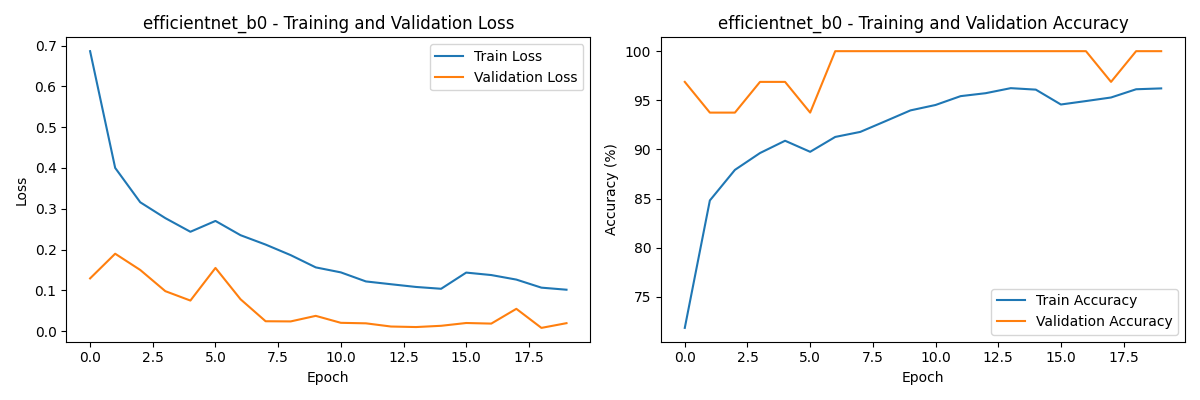 efficientnet_b0 - Training and Validation Loss
0.7
0.6
0.5
0.4
0.3
0.2
0.1
0.0
Loss
Train Loss
Validation Loss
0.0 2.5 5.0 7.5 10.0 12.5 15.0 17.5
Epoch
efficientnet_b0 - Training and Validation Accuracy
100
95
90
85
80
75
Accuracy (%)
Train Accuracy
Validation Accuracy
0.0 2.5 5.0 7.5 10.0 12.5 15.0 17.5
Epoch